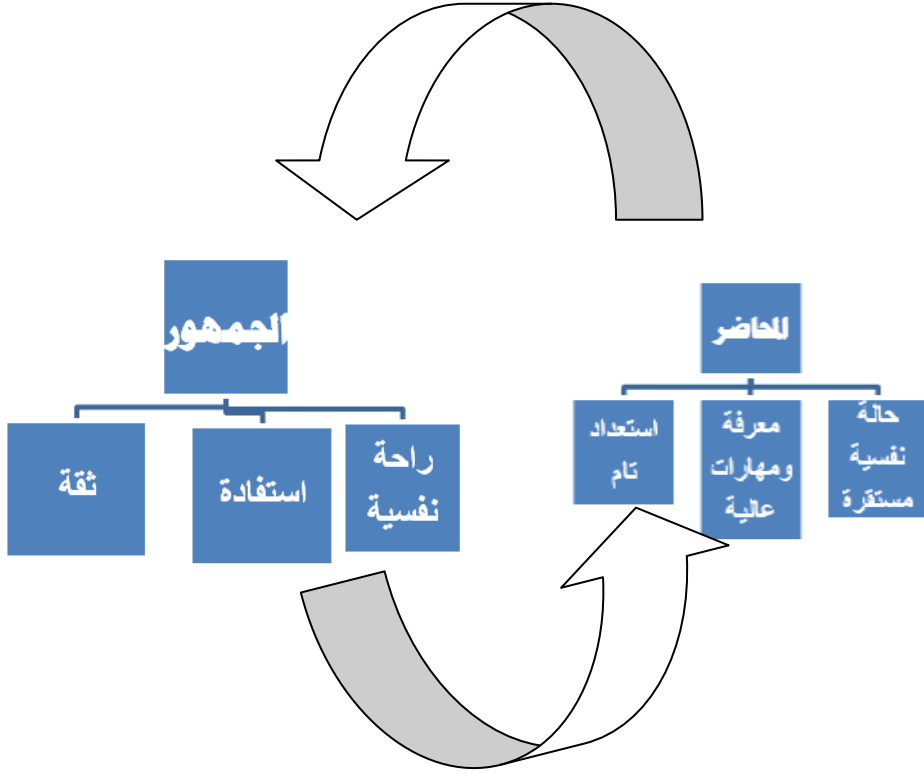 المحاضر
حالة
نفسية
مستقرة
معرفة
ومهارات
عالية
استعداد
تام
الجمهور
راحة
نفسية
استفادة
ثقة